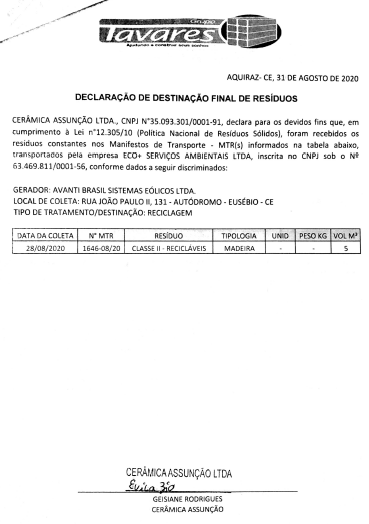 Grupo
Tavares
Ajudando a construir seus sonhos
AQUIRAZ- CE, 31 DE AGOSTO DE 2020
DECLARAÇÃO DE DESTINAÇÃO FINAL DE RESÍDUOS
CERÂMICA ASSUNÇÃO LTDA., CNPJ N°35.093.301/0001-91, declara para os devidos fins que, em
cumprimento à Lei n°12.305/10 (Política Nacional de Resíduos Sólidos), foram recebidos os
resíduos constantes nos Manifestos de Transporte - MTR(s) informados na tabela abaixo,
transportados pela empresa ECO+ SERVIÇOS AMBIENTAIS LTDA, inscrita no CNPJ sob o Nº
63.469.811/0001-56, conforme dados a seguir discriminados:
GERADOR: AVANTI BRASIL SISTEMAS EÓLICOS LTDA.
LOCAL DE COLETA: RUA JOÃO PAULO II, 131 - AUTÓDROMO - EUSÉBIO - CE
TIPO DE TRATAMENTO/DESTINAÇÃO: RECICLAGEM
DATA DA COLETA N° MTR RESÍDUO TIPOLOGIA UNID PESO KG VOL M³
28/08/2020 1646-08/20 CLASSE II - RECICLÁVEIS MADEIRA - - 5
CERÂMICA ASSUNÇÃO LTDA
GEISIANE RODRIGUES
CERÂMICA ASSUNÇÃO